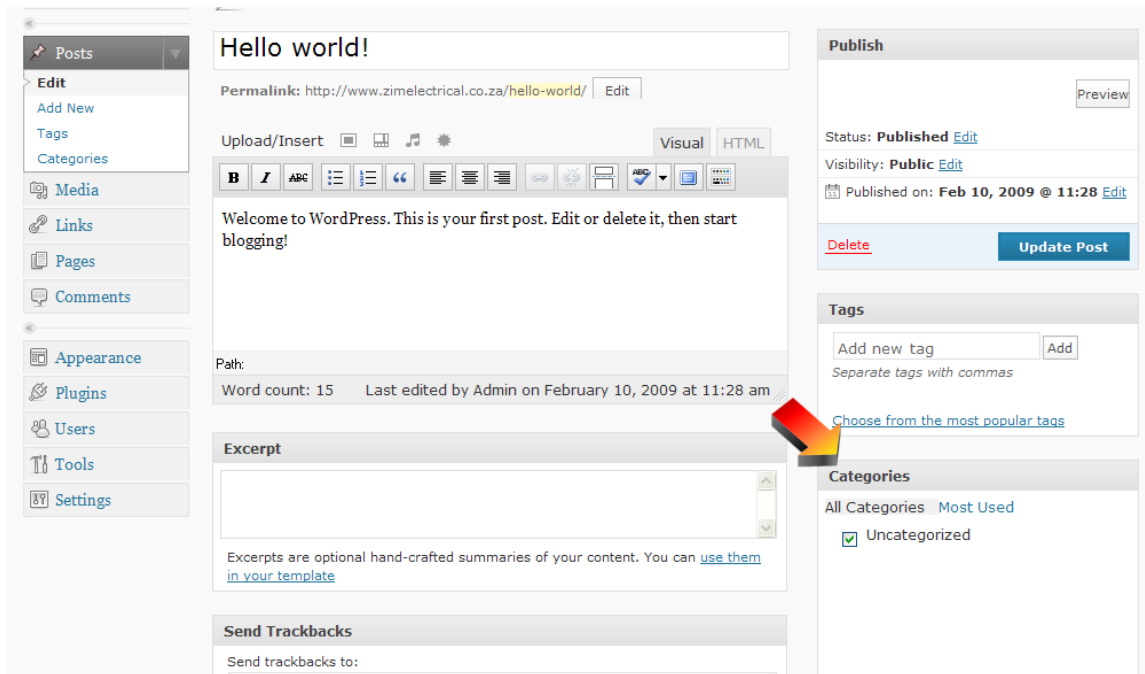 Posts
Edit
Add New
Tags
Categories
Media
Links
Pages
Comments
Appearance
Plugins
Users
Tools
Settings
Hello world!
Permalink: http://www.zimelectrical.co.za/hello-world/ Edit
Upload/Insert Visual HTML
B I ABC ABC
Welcome to WordPress. This is your first post. Edit or delete it, then start
blogging!
Path:
Word count: 15 Last edited by Admin on February 10, 2009 at 11:28 am
Excerpt
Excerpts are optional hand-crafted summaries of your content. You can use them
in your template
Send Trackbacks
Send trackbacks to:
Publish
Preview
Status: Published Edit
Visibility: Public Edit
Published on: Feb 10, 2009 @ 11:28 Edit
Delete Update Post
Tags
Add new tag Add
Separate tags with commas
Choose from the most popular tags
Categories
All Categories Most Used
Uncategorized